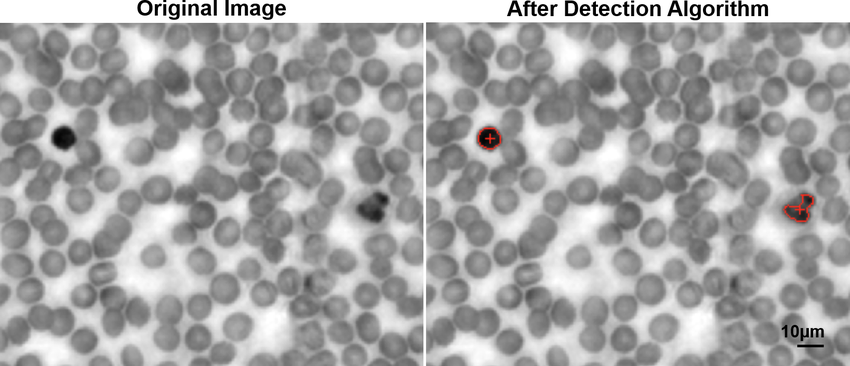 Original Image
After Detection Algorithm
10µm